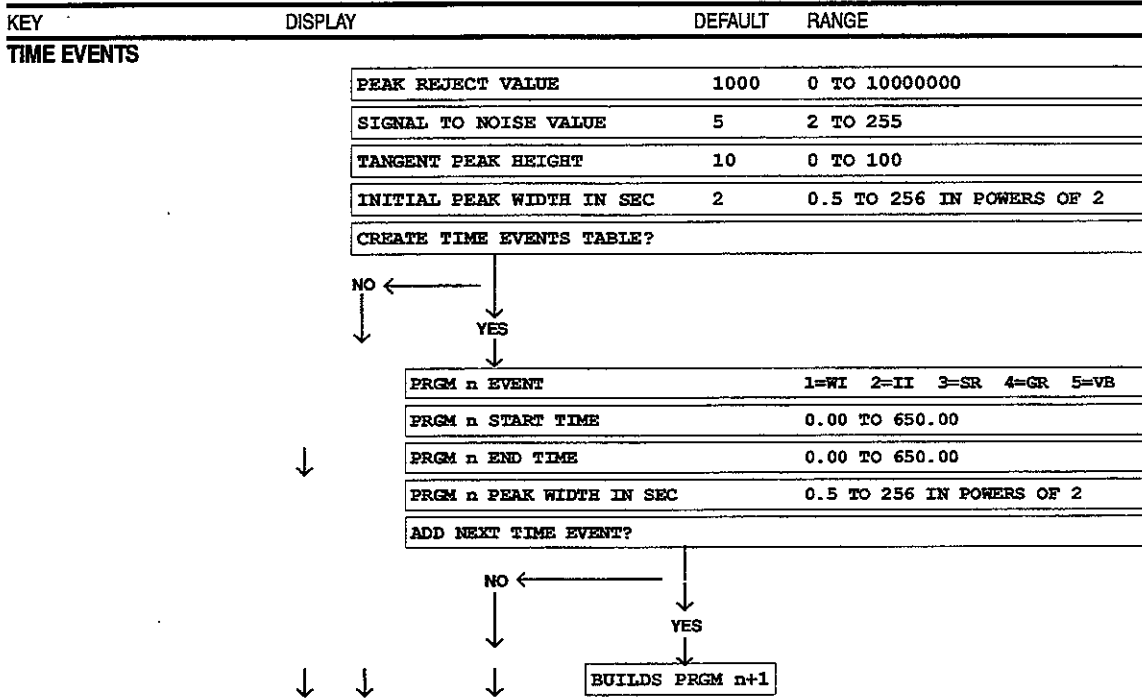 KEY DISPLAY DEFAULT RANGE
TIME EVENTS
PEAK REJECT VALUE 1000 0 TO 10000000
SIGNAL TO NOISE VALUE 5 2 TO 255
TANGENT PEAK HEIGHT 10 0 TO 100
INITIAL PEAK WIDTH IN SEC 2 0.5 TO 256 IN POWERS OF 2
CREATE TIME EVENTS TABLE?
NO
YES
PRGM n EVENT 1=WI 2=II 3=SR 4=GR 5=VB
PRGM n START TIME 0.00 TO 650.00
PRGM n END TIME 0.00 TO 650.00
PRGM n PEAK WIDTH IN SEC 0.5 TO 256 IN POWERS OF 2
ADD NEXT TIME EVENT?
NO
YES
BUILDS PRGM n+1